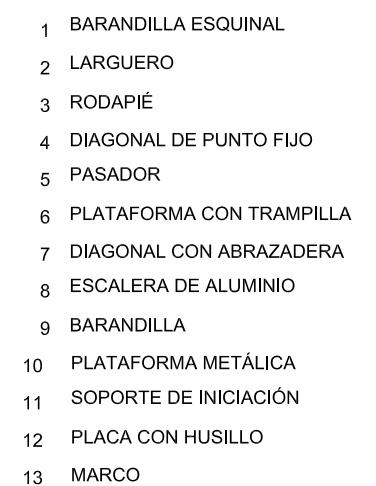 1 BARANDILLA ESQUINAL
2 LARGUERO
3 RODAPIÉ
4 DIAGONAL DE PUNTO FIJO
5 PASADOR
6 PLATAFORMA CON TRAMPILLA
7 DIAGONAL CON ABRAZADERA
8 ESCALERA DE ALUMINIO
9 BARANDILLA
10 PLATAFORMA METÁLICA
11 SOPORTE DE INICIACIÓN
12 PLACA CON HUSILLO
13 MARCO